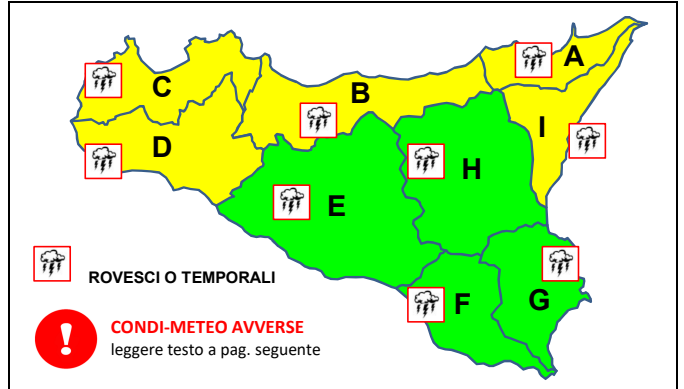 A
C
B
I
D
H
E
ROVESCI O TEMPORALI
F
G
CONDI-METEO AVVERSE
leggere testo a pag. seguente